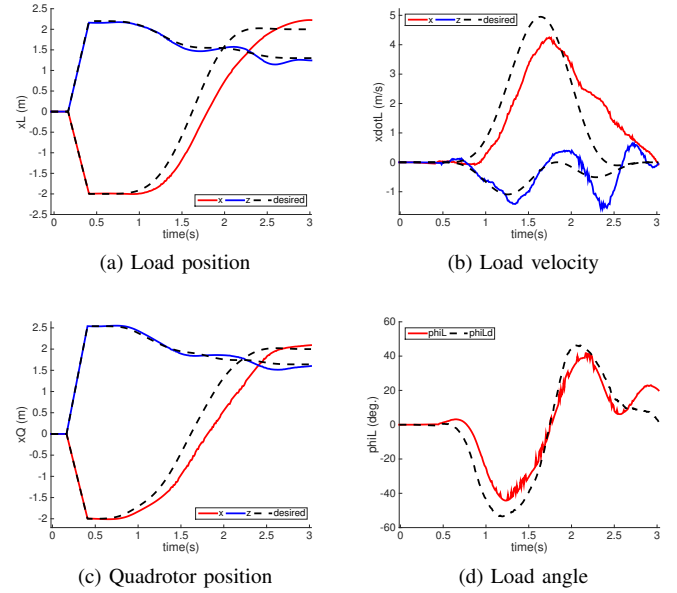 2.5
2
1.5
1
0.5
0
-0.5
-1
-1.5
-2
-2.5
xL (m)
x z desired
0 0.5 1 1.5 2 2.5 3
time(s)
(a) Load position
x z desired
5
4
3
2
1
0
-1
xdotL (m/s)
0 0.5 1 1.5 2 2.5 3
time(s)
(b) Load velocity
2.5
2
1.5
1
0.5
0
-0.5
-1
-1.5
-2
xQ (m)
x z desired
0 0.5 1 1.5 2 2.5 3
time(s)
(c) Quadrotor position
phiL phiLd
60
40
20
0
-20
-40
-60
phiL (deg.)
0 0.5 1 1.5 2 2.5 3
time(s)
(d) Load angle